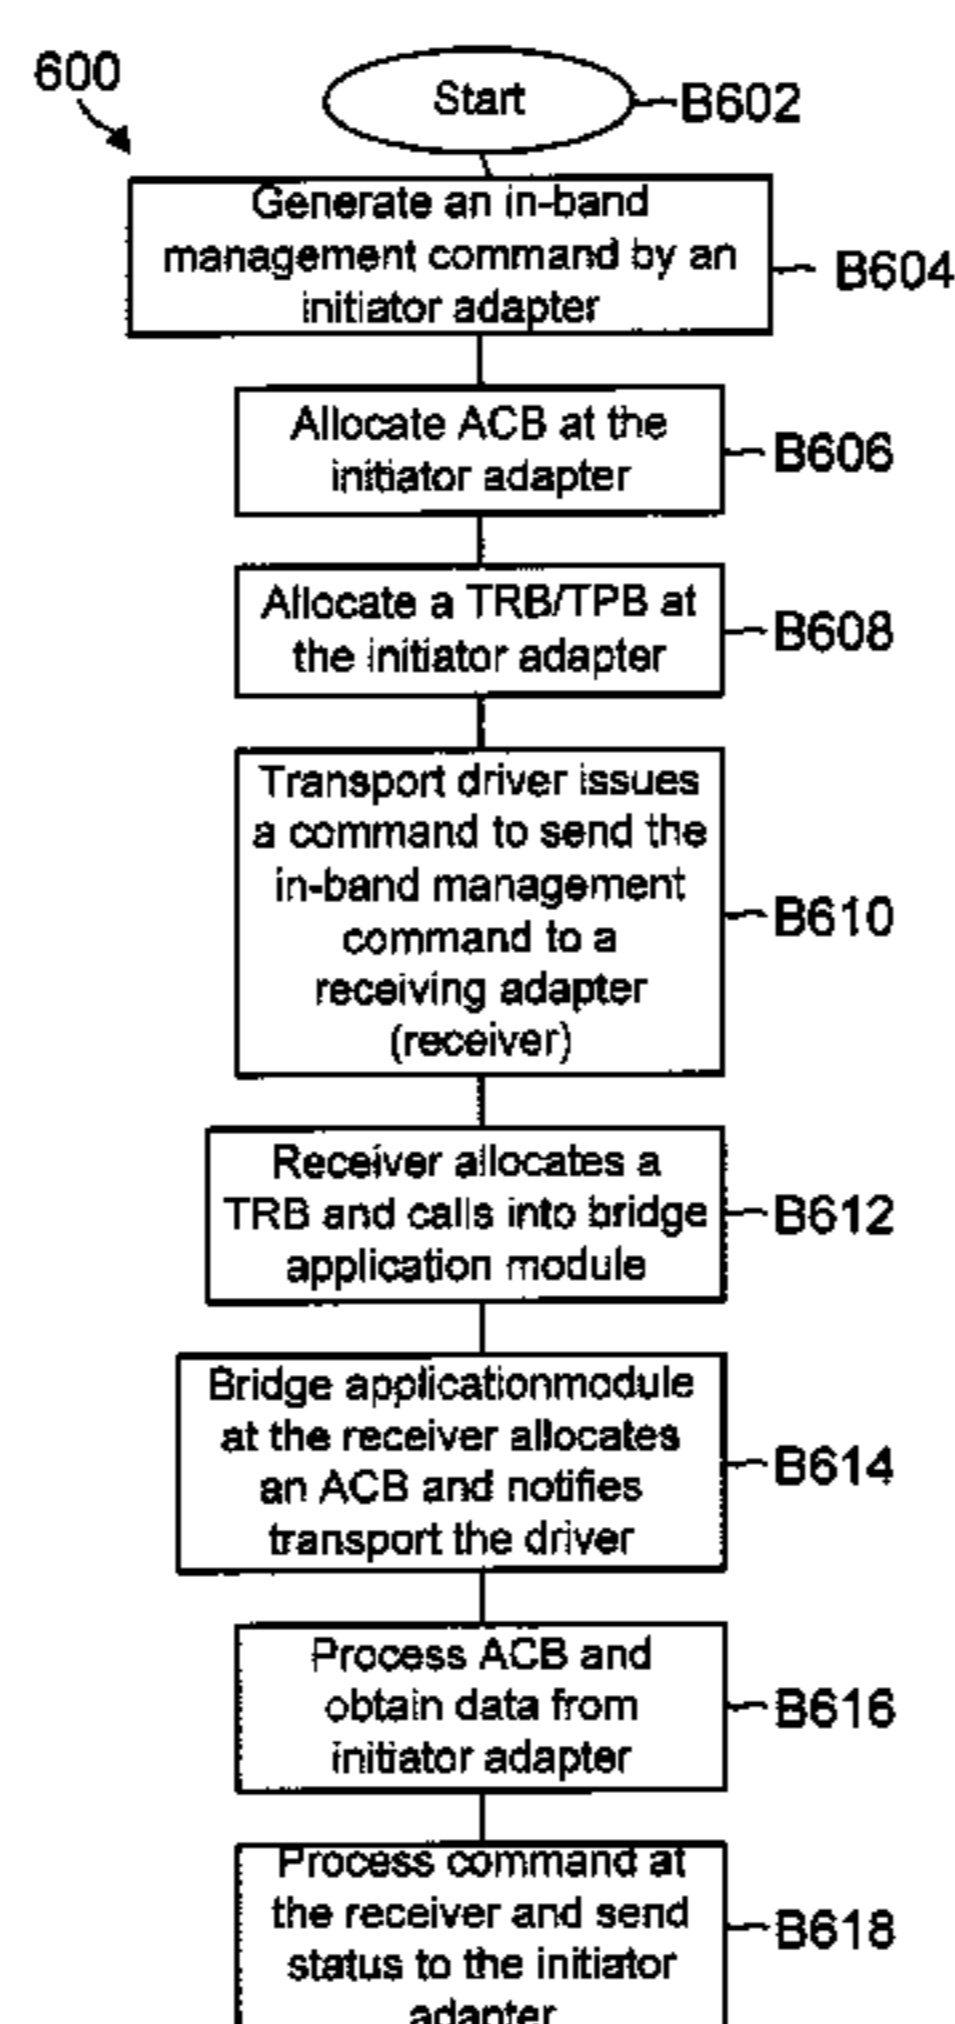 600
Start
B602
Generate an in-band
management command by an
initiator adapter
B604
Allocate ACB at the
initiator adapter
B606
Allocate a TRB/TPB at
the initiator adapter
B608
Transport driver issues
a command to send the
in-band management
command to a
receiving adapter
(receiver)
B610
Receiver allocates a
TRB and calls into bridge
application module
B612
Bridge applicationmodule
at the receiver allocates
an ACB and notifies
transport the driver
B614
Process ACB and
obtain data from
initiator adapter
B616
Process command at
the receiver and send
status to the initiator
adapter
B618